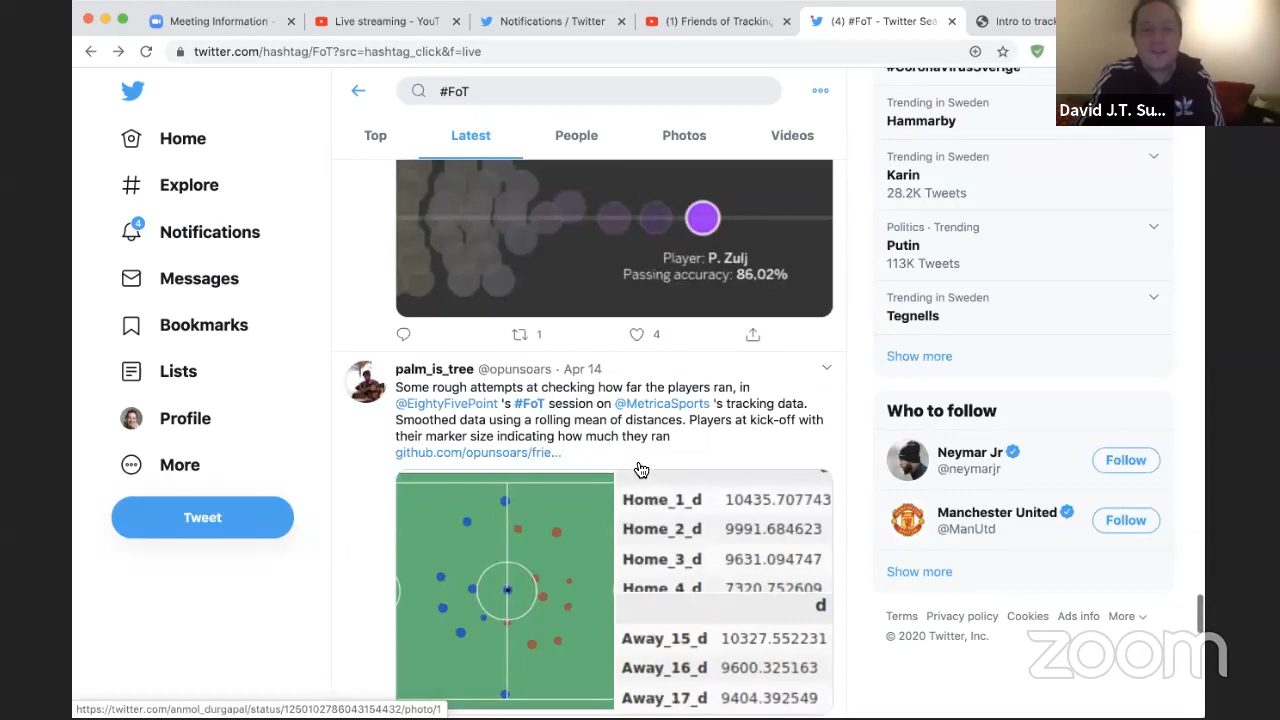 Meeting Information -
Live streaming - YouT
Notifications / Twitter
(1) Friends of Tracking
(4) #FoT - Twitter Sea
Intro to track
twitter.com/hashtag/FoT?src=hashtag_click&f=live
David J.T. Su...
Home
Explore
4
Notifications
Messages
Bookmarks
Lists
Profile
More
Tweet
#FoT
Top
Latest
People
Photos
Videos
Player: P. Zulj
Passing accuracy: 86,02%
1
4
palm_is_tree @opunsoars · Apr 14
Some rough attempts at checking how far the players ran, in
@EightyFivePoint 's #FoT session on @MetricaSports 's tracking data.
Smoothed data using a rolling mean of distances. Players at kick-off with
their marker size indicating how much they ran
github.com/opunsoars/frie...
Home_1_d 10435.707743
Home_2_d 9991.684623
Home_3_d 9631.094747
Home_4_d 7320.752609
d
Away_15_d 10327.552231
Away_16_d 9600.325163
Away_17_d 9404.392549
#CoronavirusSverige
Trending in Sweden
Hammarby
Trending in Sweden
Karin
28.2K Tweets
Politics · Trending
Putin
113K Tweets
Trending in Sweden
Tegnells
Show more
Who to follow
Neymar Jr
@neymarjr
Follow
Manchester United
@ManUtd
Follow
Show more
Terms Privacy policy Cookies Ads info More
© 2020 Twitter, Inc.
zoom
https://twitter.com/anmol_durgapal/status/1250102786043154432/photo/1